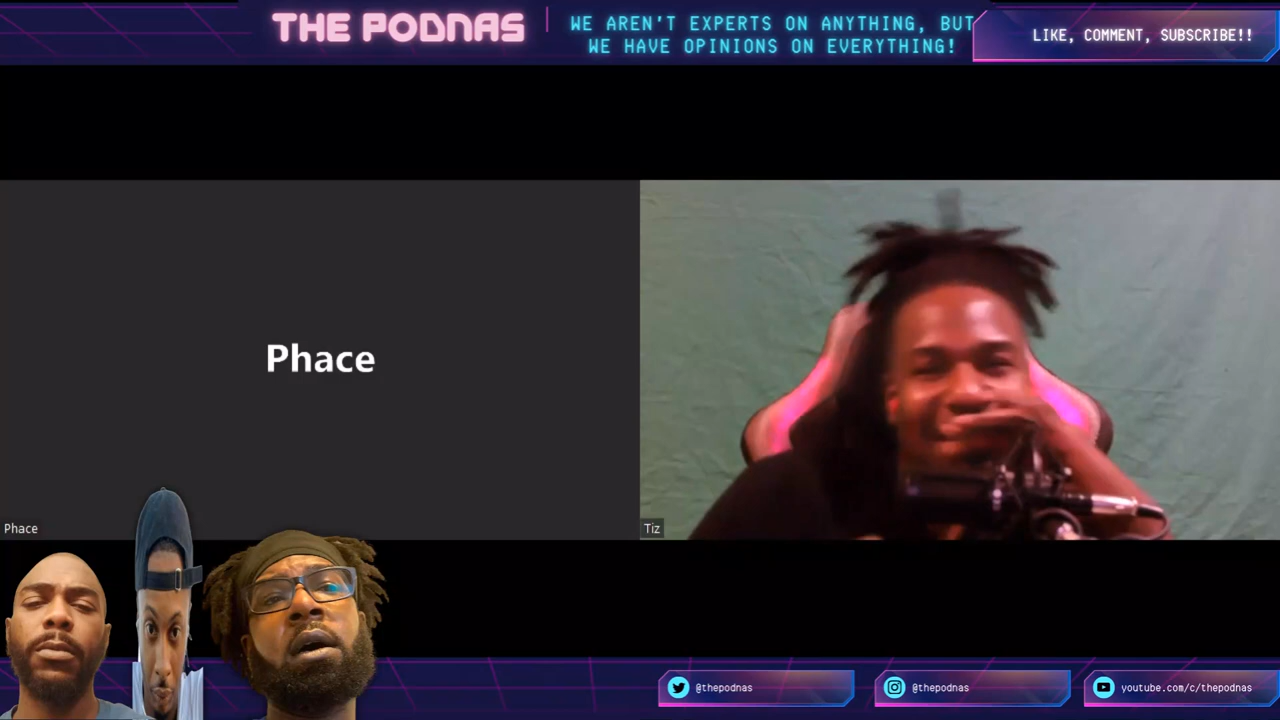 THE PODNAS
WE AREN'T EXPERTS ON ANYTHING, BUT
WE HAVE OPINIONS ON EVERYTHING!
LIKE, COMMENT, SUBSCRIBE!!
Phace
Phace
Tiz
@thepodnas
@thepodnas
youtube.com/c/thepodnas